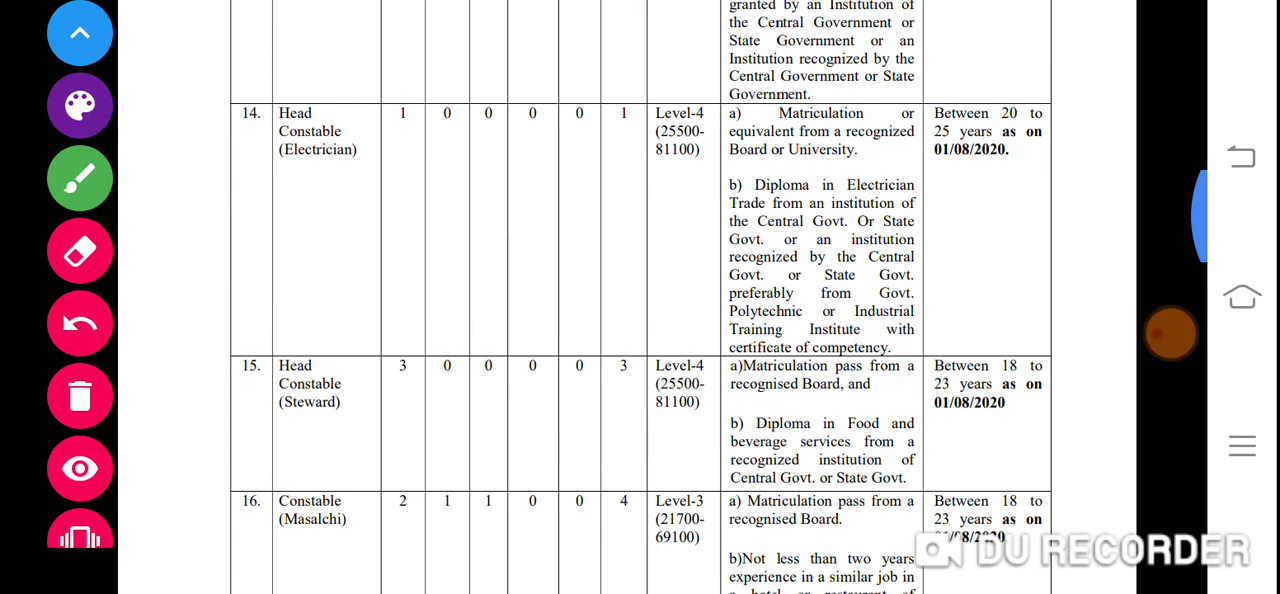 granted by an Institution of
the Central Government or
State Government or an
Institution recognized by the
Central Government or State
Government.
14. Head Constable (Electrician) 1 0 0 0 0 1 Level-4 (25500-81100)
a) Matriculation or
equivalent from a recognized
Board or University.
b) Diploma in Electrician
Trade from an institution of
the Central Govt. Or State
Govt. or an institution
recognized by the Central
Govt. or State Govt.
preferably from Govt.
Polytechnic or Industrial
Training Institute with
certificate of competency.
Between 20 to
25 years as on
01/08/2020.
15. Head Constable (Steward) 3 0 0 0 0 3 Level-4 (25500-81100)
a)Matriculation pass from a
recognised Board, and
b) Diploma in Food and
beverage services from a
recognized institution of
Central Govt. or State Govt.
Between 18 to
23 years as on
01/08/2020
16. Constable (Masalchi) 2 1 1 0 0 4 Level-3 (21700-69100)
a) Matriculation pass from a
recognised Board.
b)Not less than two years
experience in a similar job in
a hotel or restaurant of
Between 18 to
23 years as on
01/08/2020
DU RECORDER